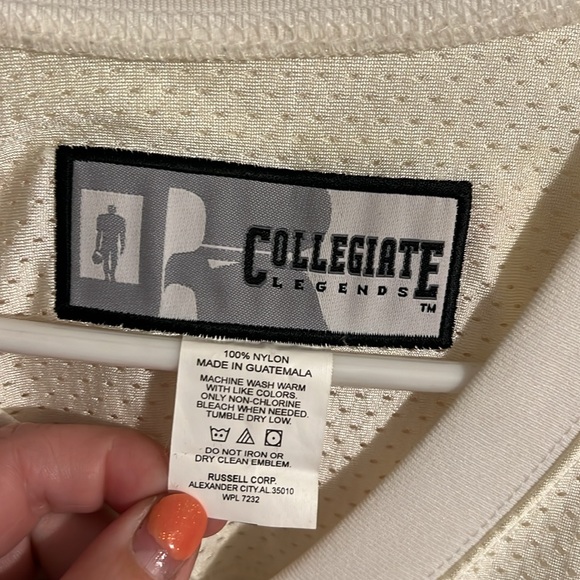 COLLEGIATE
LEGENDS
TM
100% NYLON
MADE IN GUATEMALA
MACHINE WASH WARM
WITH LIKE COLORS.
ONLY NON-CHLORINE
BLEACH WHEN NEEDED.
TUMBLE DRY LOW.
DO NOT IRON OR
DRY CLEAN EMBLEM.
RUSSELL CORP.
ALEXANDER CITY.AL.35010
WPL 7232